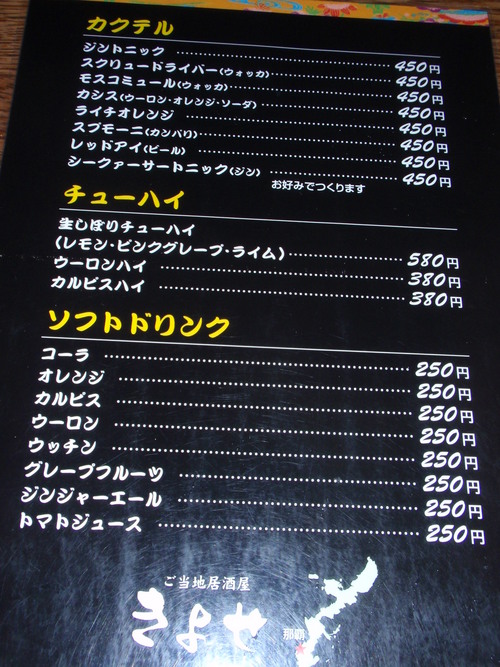 カクテル
ジントニック 450円
スクリュードライバー(ウォッカ) 450円
モスコミュール(ウォッカ) 450円
カシス(ウーロン・オレンジ・ソーダ) 450円
ライチオレンジ 450円
スプモーニ(カンパリ) 450円
レッドアイ(ビール) 450円
シークァーサートニック(ジン) 450円
お好みでつくります
チューハイ
生しぼりチューハイ
(レモン・ピンクグレープ・ライム) 580円
ウーロンハイ 380円
カルピスハイ 380円
ソフトドリンク
コーラ 250円
オレンジ 250円
カルピス 250円
ウーロン 250円
ウッチン 250円
グレープフルーツ 250円
ジンジャーエール 250円
トマトジュース 250円
ご当地居酒屋
きよせ
那覇